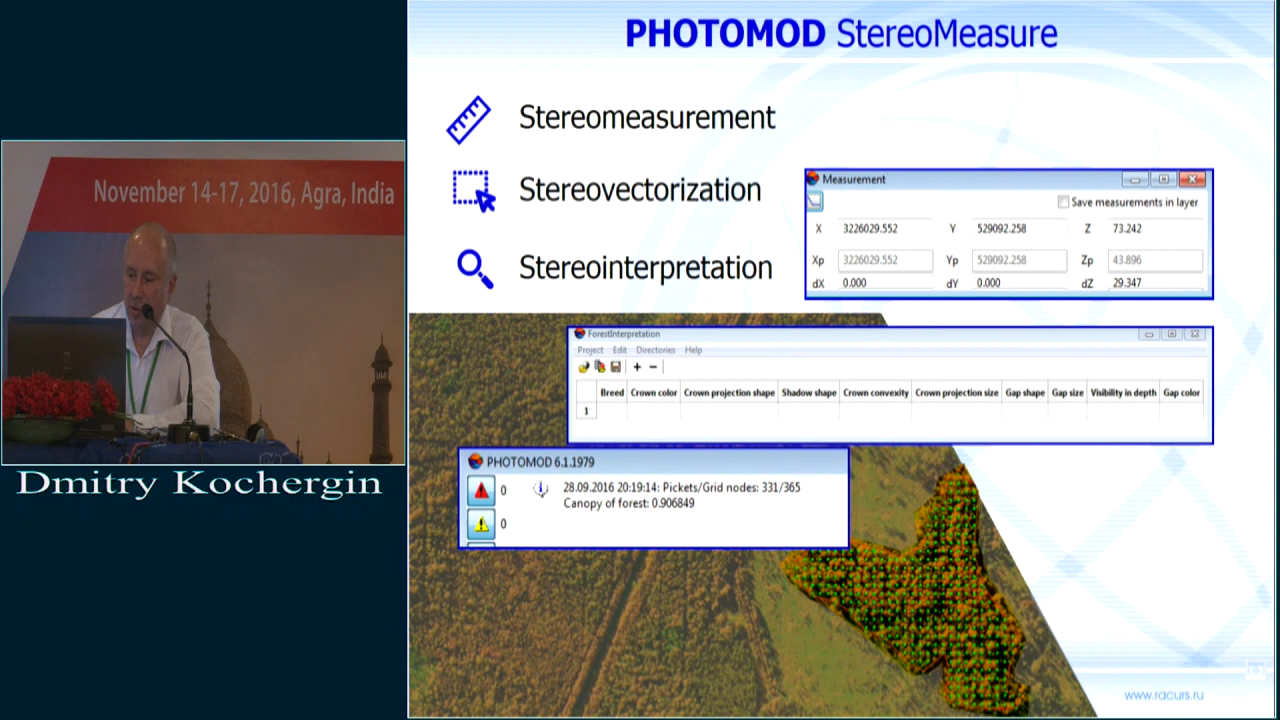 PHOTOMOD StereoMeasure
Stereomeasurement
Stereovectorization
Stereointerpretation
Measurement
Save measurements in layer
X 3226029.552 Y 529092.258 Z 73.242
Xp 3226029.552 Yp 529092.258 Zp 43.896
dX 0.000 dY 0.000 dZ 29.347
ForestInterpretation
Project Edit Directories Help
Breed Crown color Crown projection shape Shadow shape Crown convexity Crown projection size Gap shape Gap size Visibility in depth Gap color
1
PHOTOMOD 6.1.1979
0 28.09.2016 20:19:14: Pickets/Grid nodes: 331/365
Canopy of forest: 0.906849
0
www.racurs.ru
November 14-17, 2016, Agra, India
Dmitry Kochergin